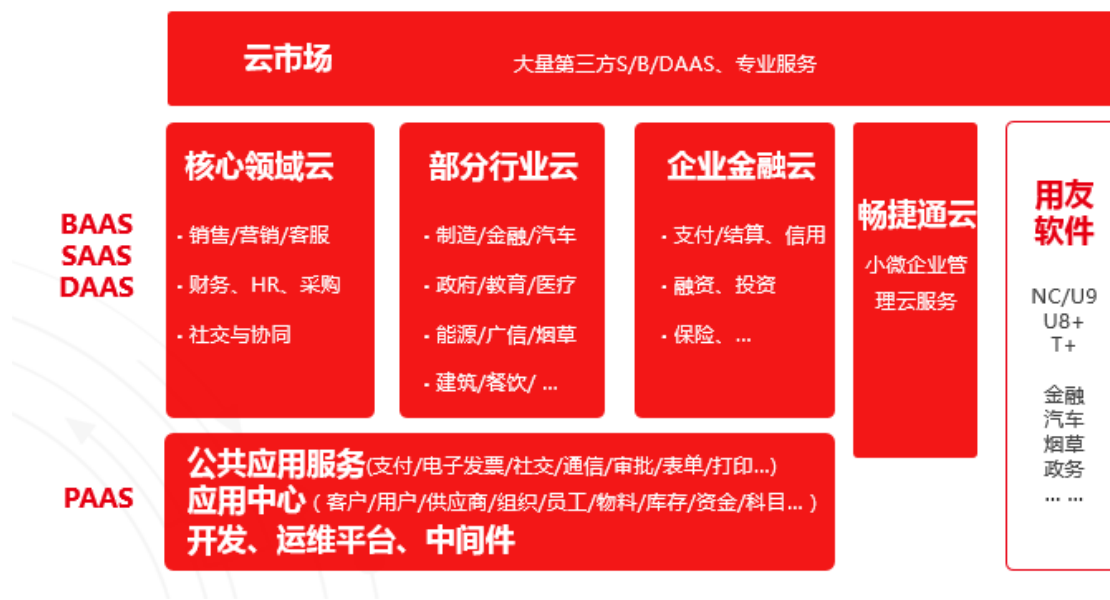 云市场
大量第三方S/B/DAAS、专业服务
BAAS
SAAS
DAAS
核心领域云
· 销售/营销/客服
· 财务、HR、采购
· 社交与协同
部分行业云
· 制造/金融/汽车
· 政府/教育/医疗
· 能源/广信/烟草
· 建筑/餐饮/ ...
企业金融云
· 支付/结算、信用
· 融资、投资
· 保险、...
畅捷通云
小微企业管
理云服务
用友
软件
NC/U9
U8+
T+
金融
汽车
烟草
政务
... ...
PAAS
公共应用服务(支付/电子发票/社交/通信/审批/表单/打印...)
应用中心（客户/用户/供应商/组织/员工/物料/库存/资金/科目...）
开发、运维平台、中间件